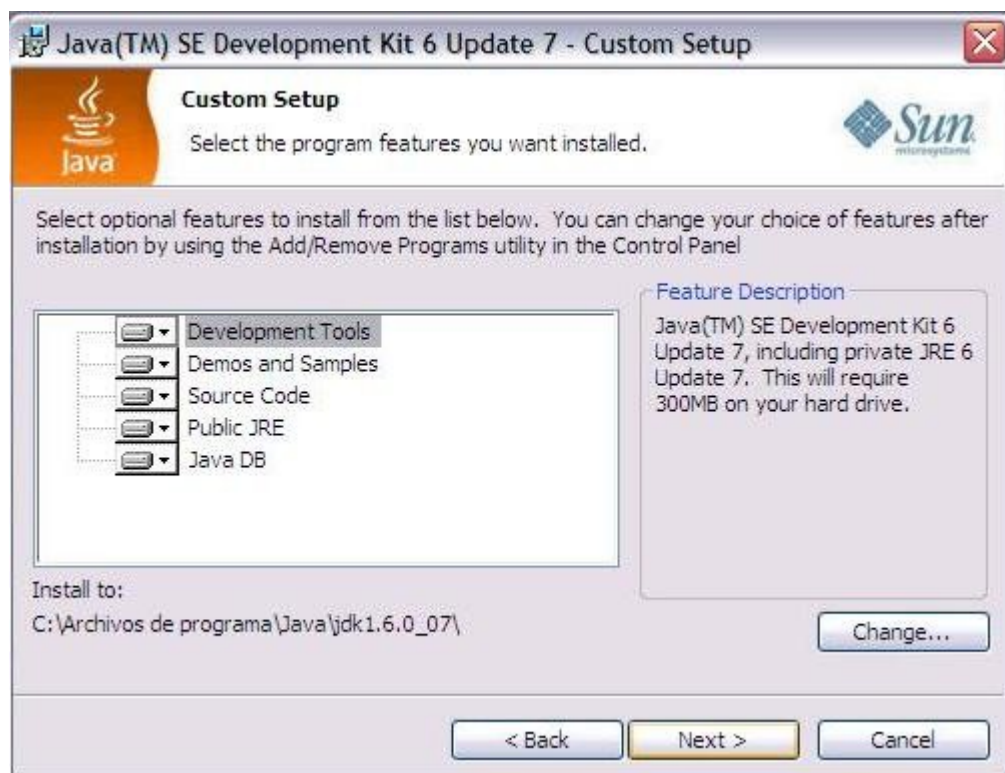 Java(TM) SE Development Kit 6 Update 7 - Custom Setup
Java
Custom Setup
Select the program features you want installed.
Sun
microsystems
Select optional features to install from the list below.  You can change your choice of features after
installation by using the Add/Remove Programs utility in the Control Panel
Development Tools
Demos and Samples
Source Code
Public JRE
Java DB
Feature Description
Java(TM) SE Development Kit 6
Update 7, including private JRE 6
Update 7.  This will require
300MB on your hard drive.
Install to:
C:\Archivos de programa\Java\jdk1.6.0_07\
Change...
< Back
Next >
Cancel